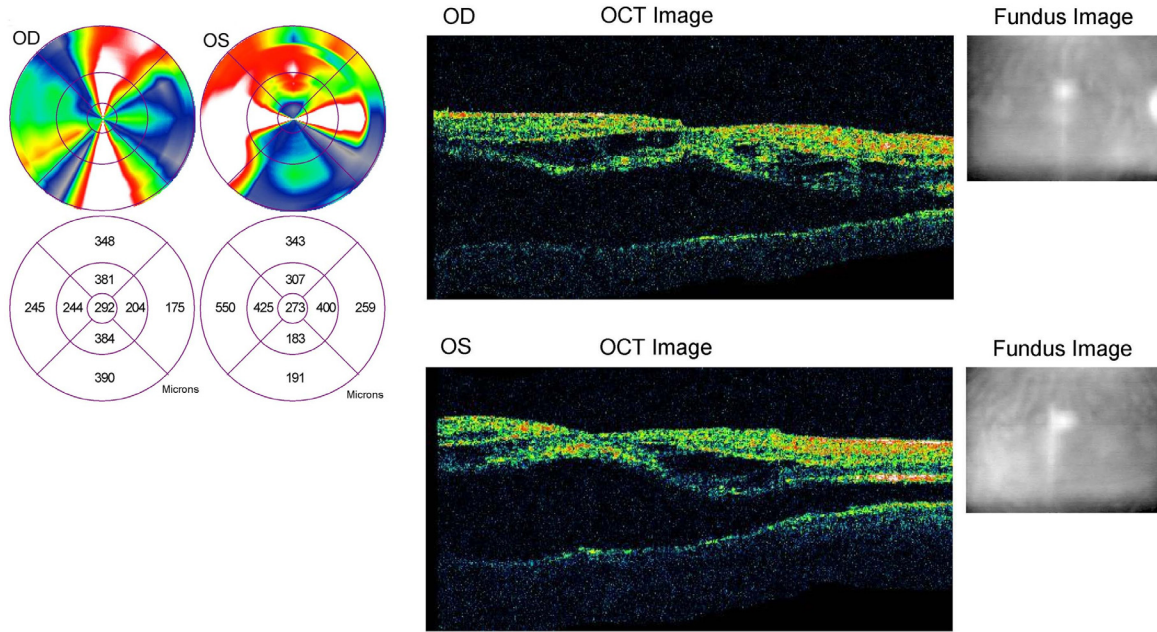 OD
OS
348
381
245
244
292
204
175
384
390
Microns
343
307
550
425
273
400
259
183
191
Microns
OD
OCT Image
Fundus Image
OS
OCT Image
Fundus Image